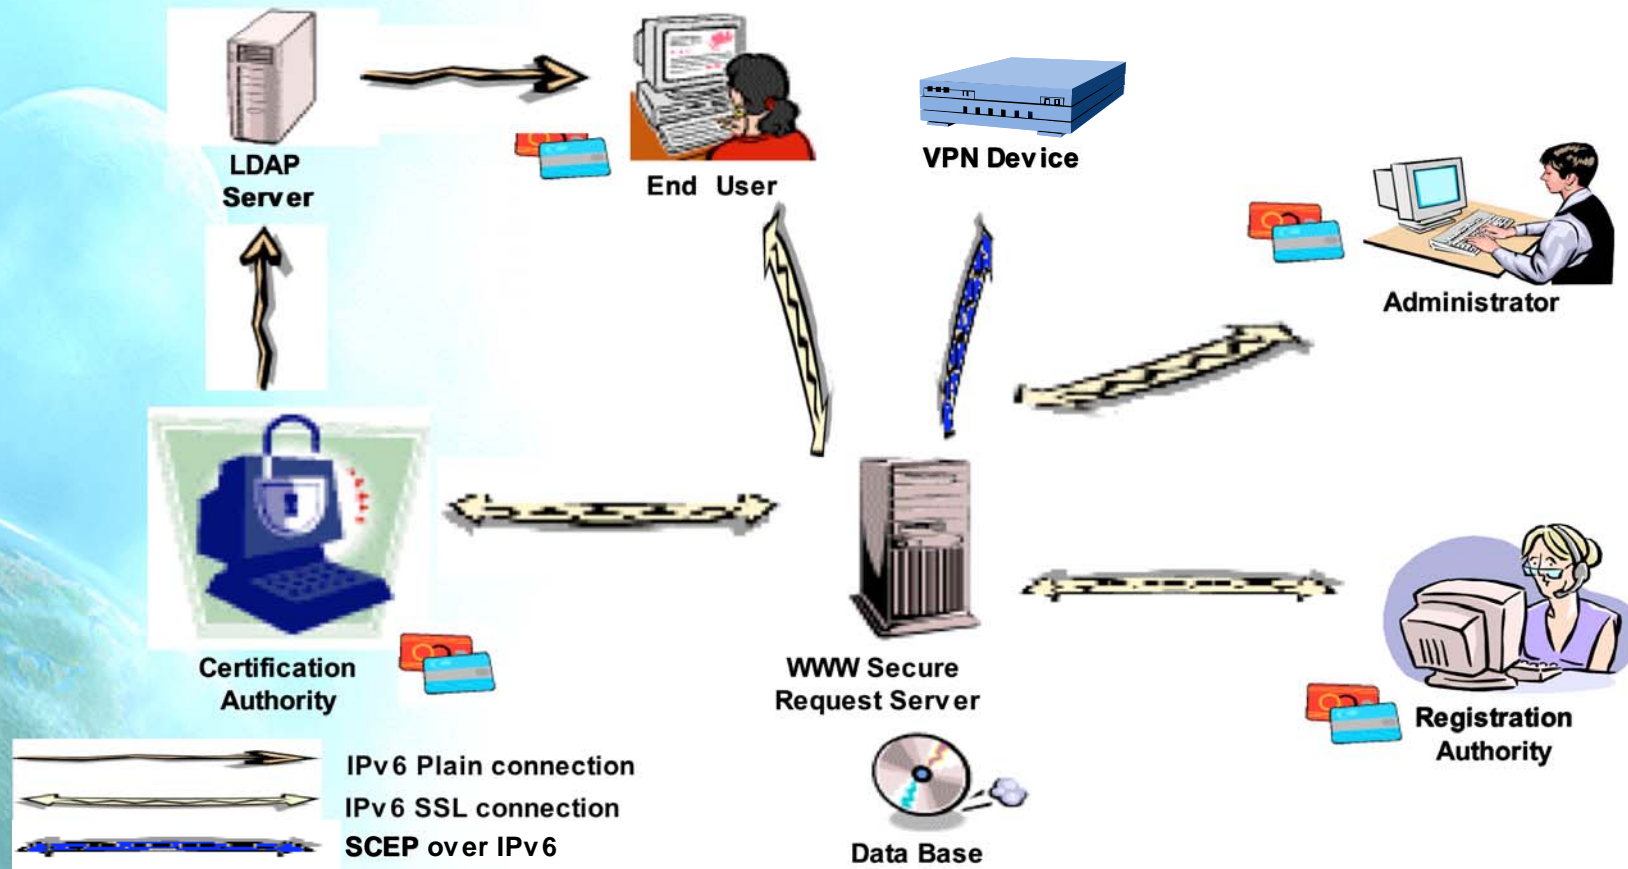 LDAP
Server
End User
VPN Device
Administrator
Certification
Authority
WWW Secure
Request Server
Registration
Authority
IPv6 Plain connection
IPv6 SSL connection
SCEP over IPv6
Data Base